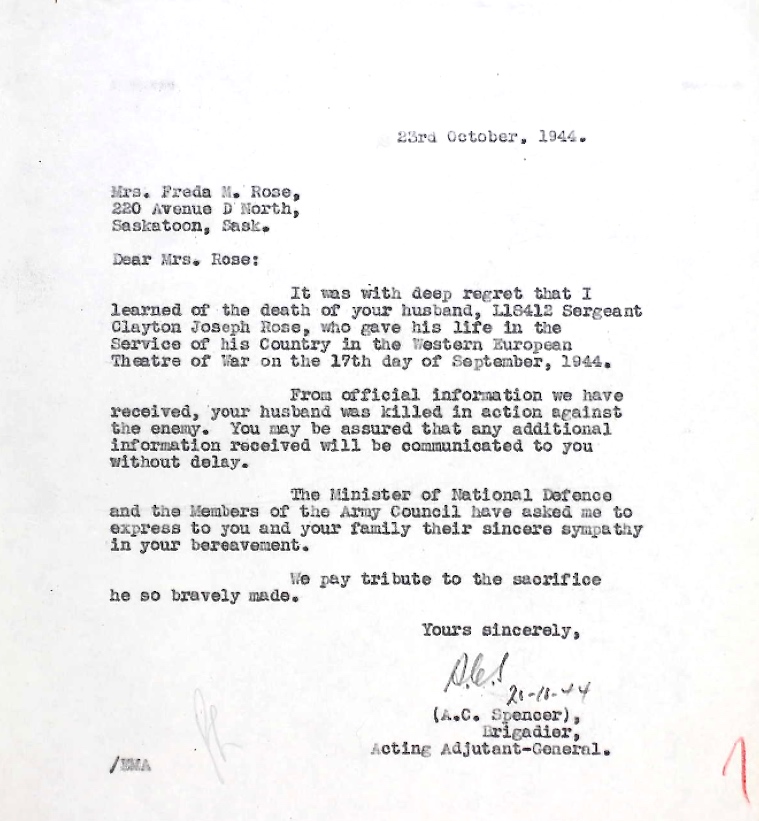 23rd October, 1944.
Mrs. Freda M. Rose,
220 Avenue D North,
Saskatoon, Sask.
Dear Mrs. Rose:
It was with deep regret that I
learned of the death of your husband, L18412 Sergeant
Clayton Joseph Rose, who gave his life in the
Service of his Country in the Western European
Theatre of War on the 17th day of September, 1944.
From official information we have
received, your husband was killed in action against
the enemy. You may be assured that any additional
information received will be communicated to you
without delay.
The Minister of National Defence
and the Members of the Army Council have asked me to
express to you and your family their sincere sympathy
in your bereavement.
We pay tribute to the sacrifice
he so bravely made.
Yours sincerely,
(A.C. Spencer),
Brigadier,
Acting Adjutant-General.
/EMA